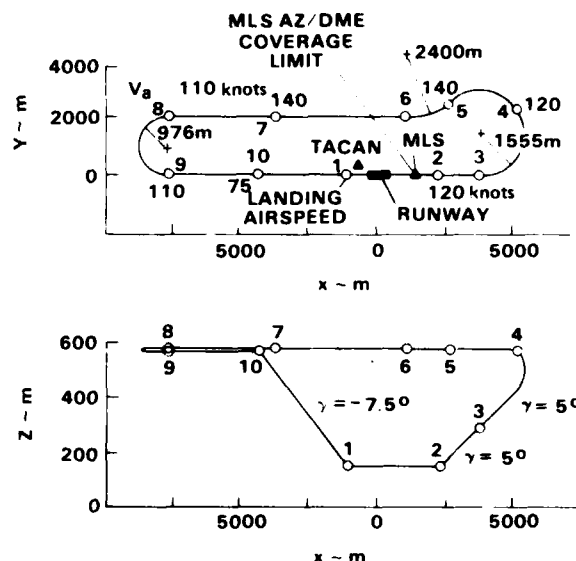 MLS AZ/DME
COVERAGE
LIMIT
2400m
4000
Va
110 knots
140
140
8
7
6
5
4
120
Y ~ m
2000
976m
1555m
TACAN
MLS
9
10
1
2
3
0
110
75
LANDING
AIRSPEED
RUNWAY
120 knots
5000
0
5000
x ~ m
8
7
4
600
9
10
6
5
Z ~ m
400
γ = -7.5°
γ = 5°
3
200
1
2
γ = 5°
0
5000
0
5000
x ~ m